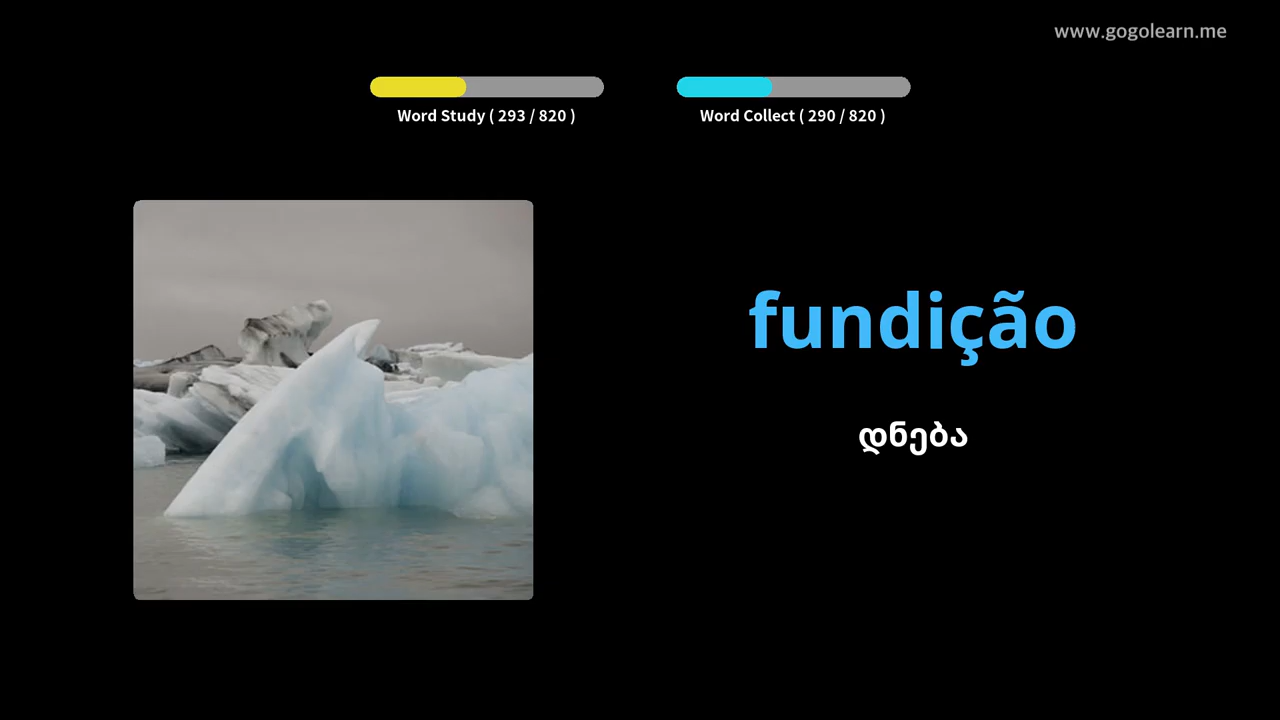 www.gogolearn.me
Word Study ( 293 / 820 )
Word Collect ( 290 / 820 )
fundição
დნება